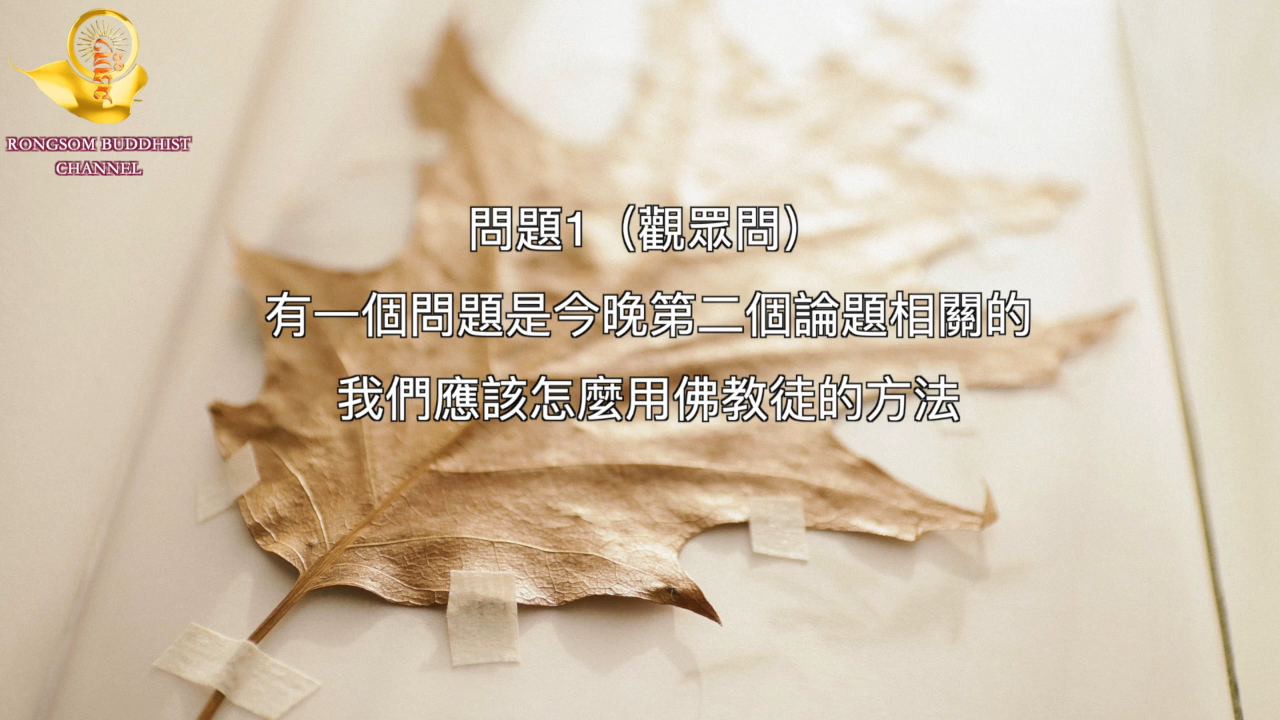 RONGSOM BUDDHIST
CHANNEL
問題1（觀眾問）
有一個問題是今晚第二個論題相關的
我們應該怎麼用佛教徒的方法